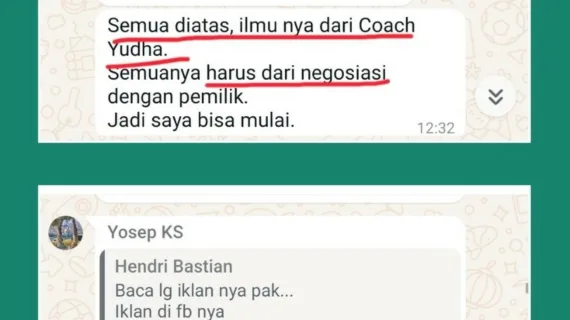 Semua diatas, ilmu nya dari Coach
Yudha.
Semuanya harus dari negosiasi
dengan pemilik.
Jadi saya bisa mulai.
12:32
Yosep KS
Hendri Bastian
Baca lg iklan nya pak...
Iklan di fb nya